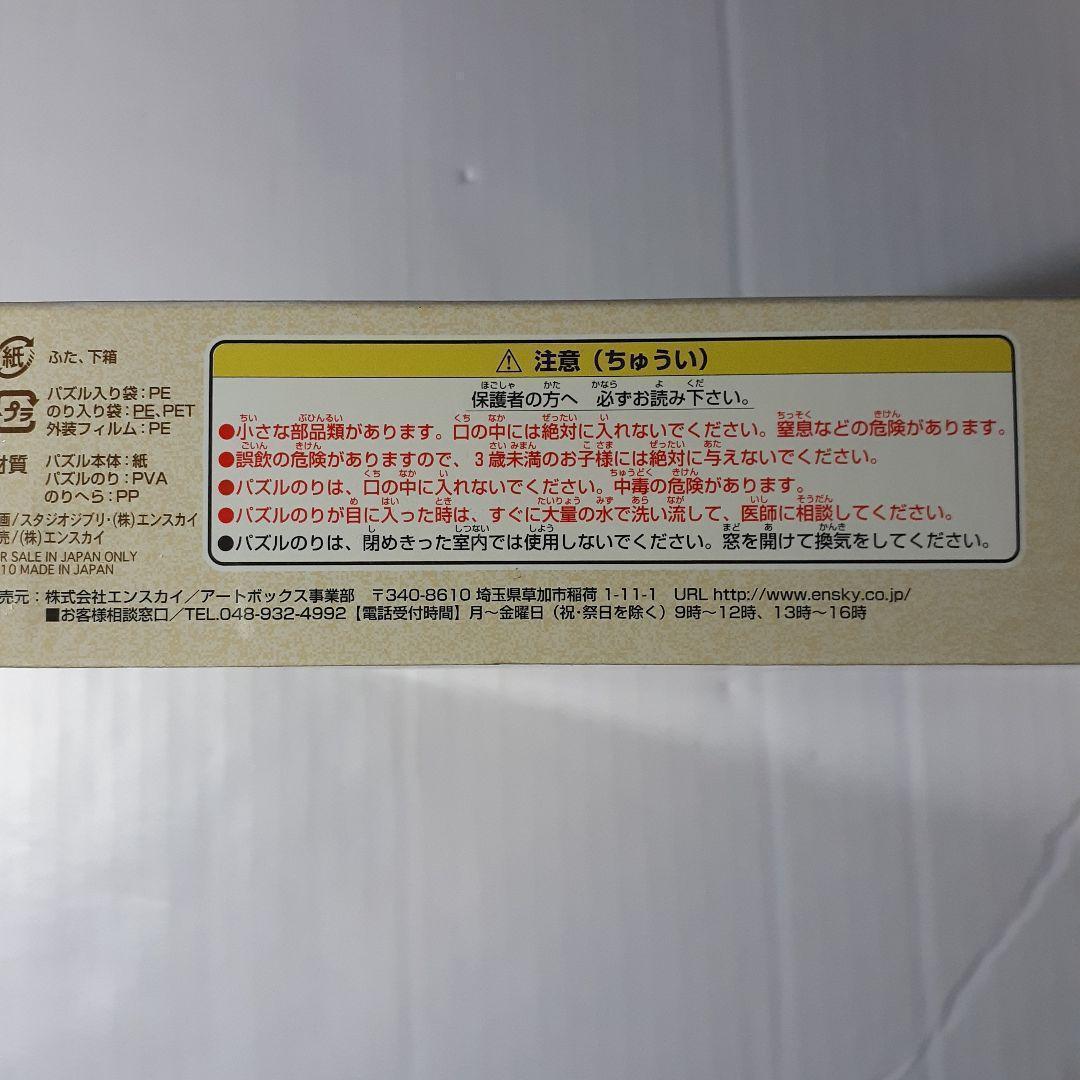 紙 ふた、下箱
プラ
パズル入り袋：PE
のり入り袋：PE、PET
外装フィルム：PE
材質 パズル本体：紙
パズルのり：PVA
のりへら：PP
画/スタジオジブリ・(株)エンスカイ
売/(株)エンスカイ
R SALE IN JAPAN ONLY
10 MADE IN JAPAN
⚠ 注意（ちゅうい）
保護者の方へ 必ずお読み下さい。
●小さな部品類があります。口の中には絶対に入れないでください。窒息などの危険があります。
●誤飲の危険がありますので、3歳未満のお子様には絶対に与えないでください。
●パズルのりは、口の中に入れないでください。中毒の危険があります。
●パズルのりが目に入った時は、すぐに大量の水で洗い流して、医師に相談してください。
●パズルのりは、閉めきった室内では使用しないでください。窓を開けて換気をしてください。
売元：株式会社エンスカイ／アートボックス事業部 〒340-8610 埼玉県草加市稲荷 1-11-1 URL http://www.ensky.co.jp/
■お客様相談窓口／TEL.048-932-4992【電話受付時間】月～金曜日（祝・祭日を除く）9時～12時、13時～16時